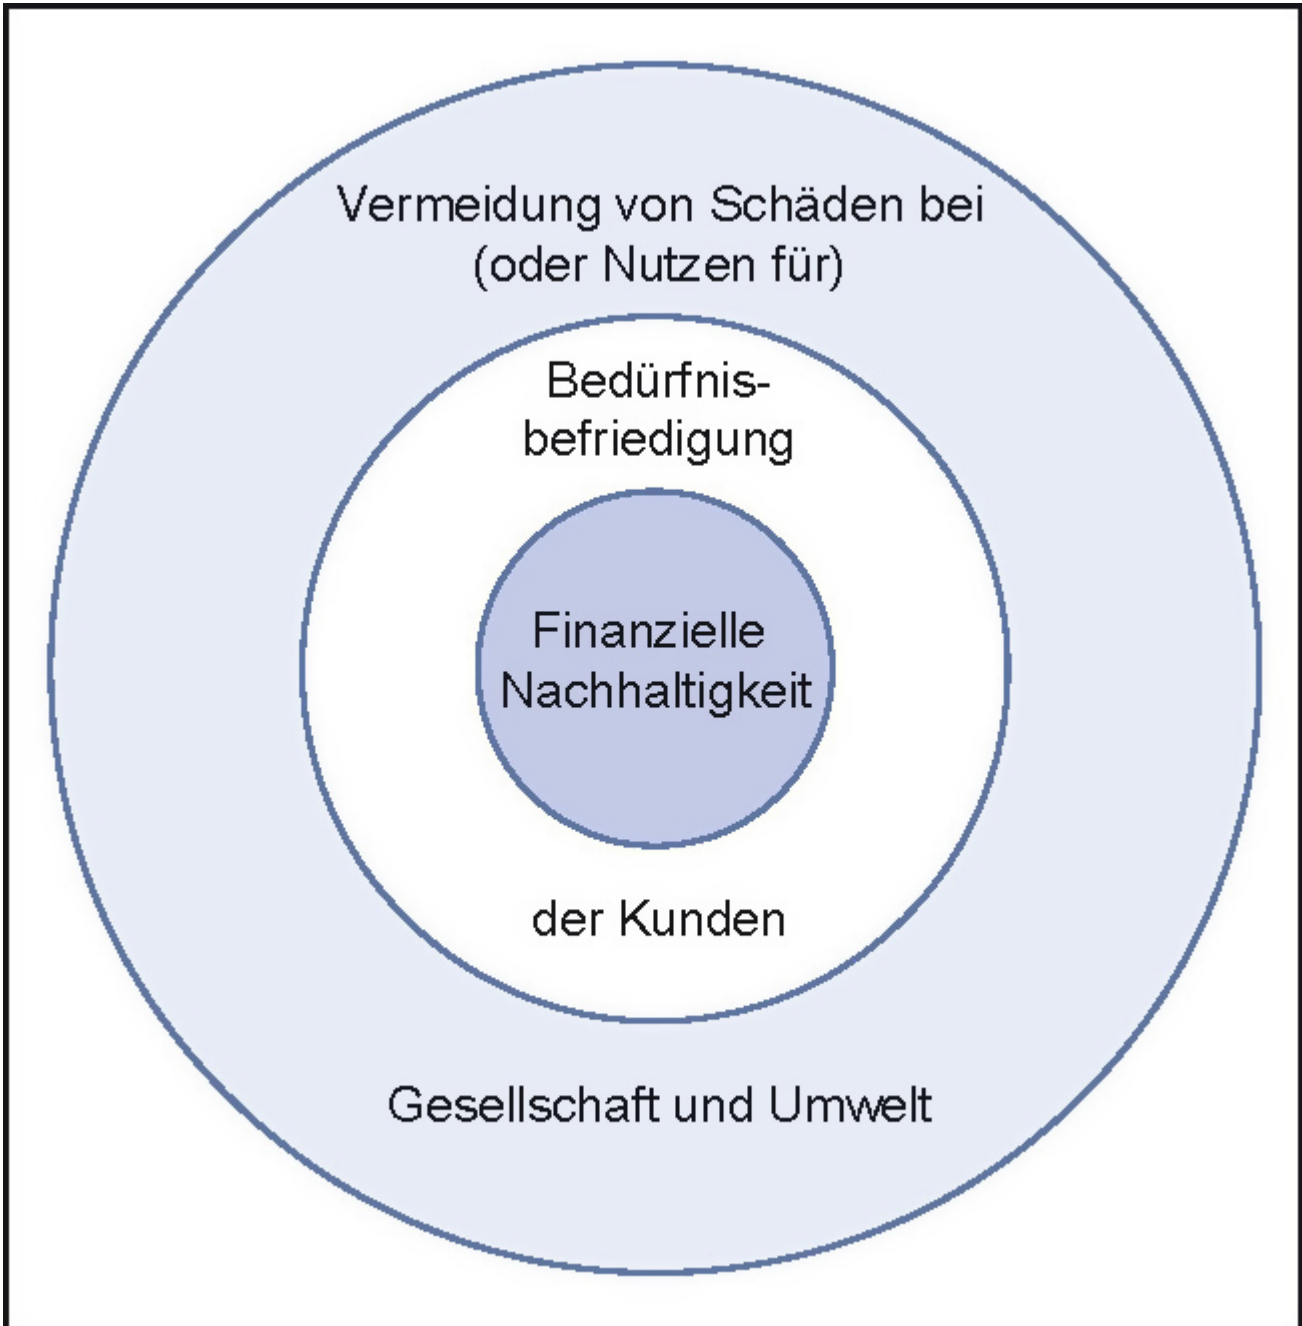 Vermeidung von Schäden bei
(oder Nutzen für)
Bedürfnis-
befriedigung
Finanzielle
Nachhaltigkeit
der Kunden
Gesellschaft und Umwelt